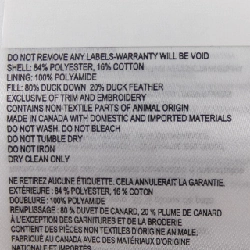 DO NOT REMOVE ANY LABELS-WARRANTY WILL BE VOID
SHELL: 84% POLYESTER, 16% COTTON
LINING: 100% POLYAMIDE
FILL: 80% DUCK DOWN 20% DUCK FEATHER
EXCLUSIVE OF TRIM AND EMBROIDERY
CONTAINS NON-TEXTILE PARTS OF ANIMAL ORIGIN
MADE IN CANADA WITH DOMESTIC AND IMPORTED MATERIALS
DO NOT WASH. DO NOT BLEACH
DO NOT TUMBLE DRY
DO NOT IRON
DRY CLEAN ONLY
NE RETIREZ AUCUNE ÉTIQUETTE, CELA ANNULERAIT LA GARANTIE.
EXTÉRIEURE: 84 % POLYESTER, 16 % COTON
DOUBLURE: 100% POLYAMIDE
REMPLISSAGE: 80 % DUVET DE CANARD, 20 % PLUME DE CANARD
À L'EXCEPTION DES GARNITURES ET DE LA BRODERIE
CONTIENT DES PIÈCES NON TEXTILES D'ORIGINE ANIMALE.
FABRIQUÉ AU CANADA AVEC DES MATÉRIAUX D'ORIGINE
NATIONALE ET IMPORTÉS